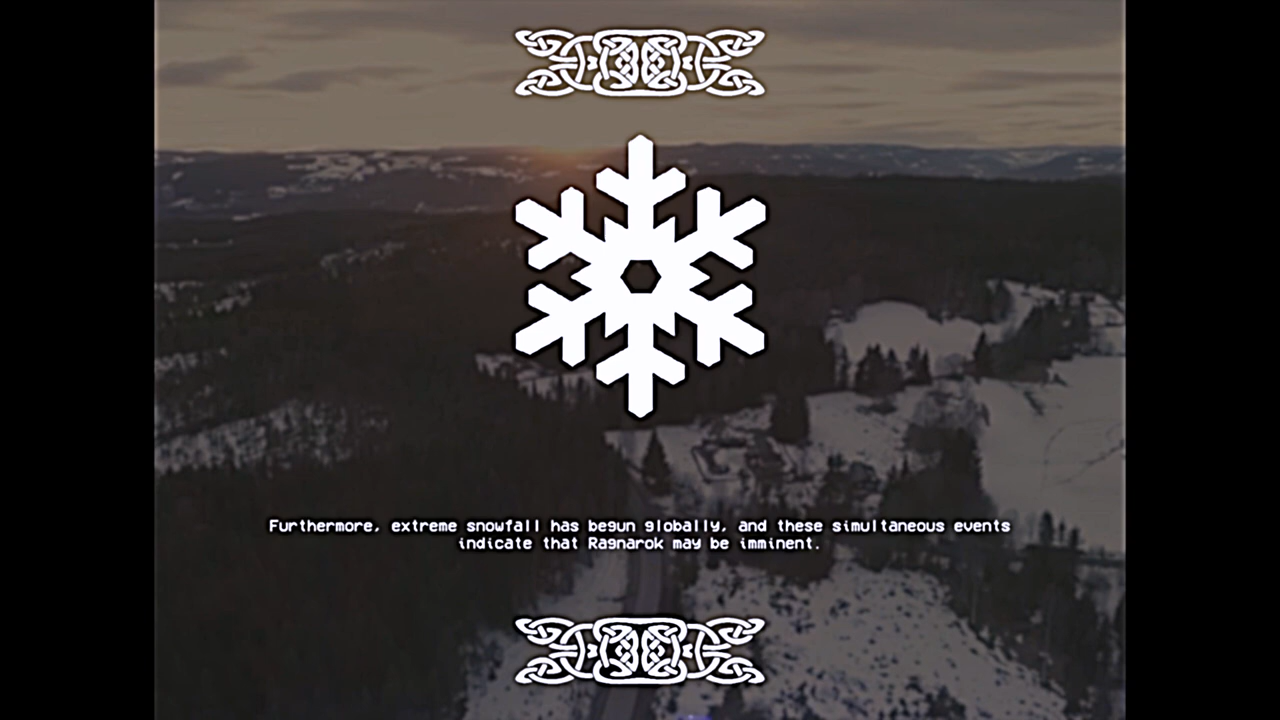 Furthermore, extreme snowfall has begun globally, and these simultaneous events
indicate that Ragnarok may be imminent.